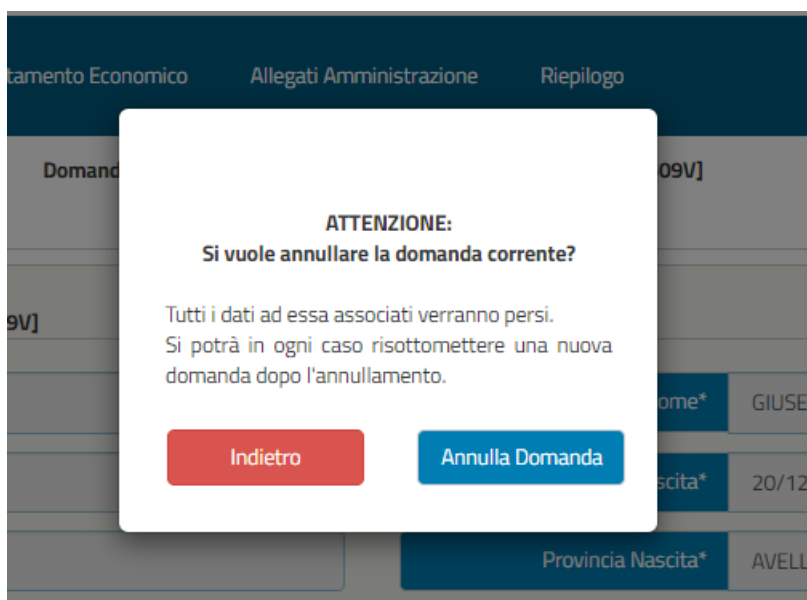 tamento Economico Allegati Amministrazione Riepilogo
Domand 09V]
ATTENZIONE:
Si vuole annullare la domanda corrente?
9V]
Tutti i dati ad essa associati verranno persi.
Si potrà in ogni caso risottomettere una nuova
domanda dopo l'annullamento.
ome* GIUSE
Indietro Annulla Domanda
scita* 20/12
Provincia Nascita* AVELL